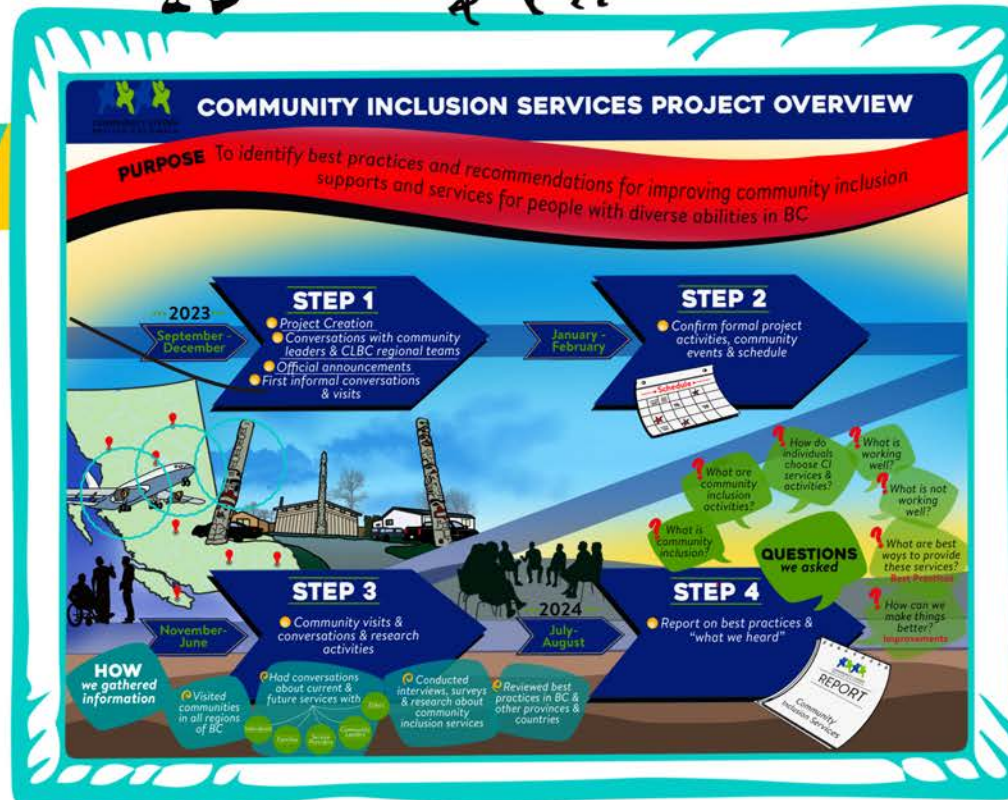 COMMUNITY INCLUSION SERVICES PROJECT OVERVIEW
PURPOSE To identify best practices and recommendations for improving community inclusion
supports and services for people with diverse abilities in BC
2023
September -
December
STEP 1
Project Creation
Conversations with community
leaders & CLBC regional teams
Official announcements
First informal conversations
& visits
January -
February
STEP 2
Confirm formal project
activities, community
events & schedule
Schedule
What is
community
inclusion?
What are
community
inclusion
activities?
How do
individuals
choose CI
services &
activities?
What is
working
well?
What is not
working
well?
QUESTIONS
we asked
What are best
ways to provide
these services?
Best Practices
How can we
make things
better?
Improvements
November-
June
STEP 3
Community visits &
conversations & research
activities
2024
July-
August
STEP 4
Report on best practices &
"what we heard"
REPORT
Community
Inclusion Services
HOW
we gathered
information
Visited
communities
in all regions
of BC
Had conversations
about current &
future services with
Individuals
Families
Service
Providers
Community
Leaders
Elders
Conducted
interviews, surveys
& research about
community
inclusion services
Reviewed best
practices in BC &
other provinces &
countries